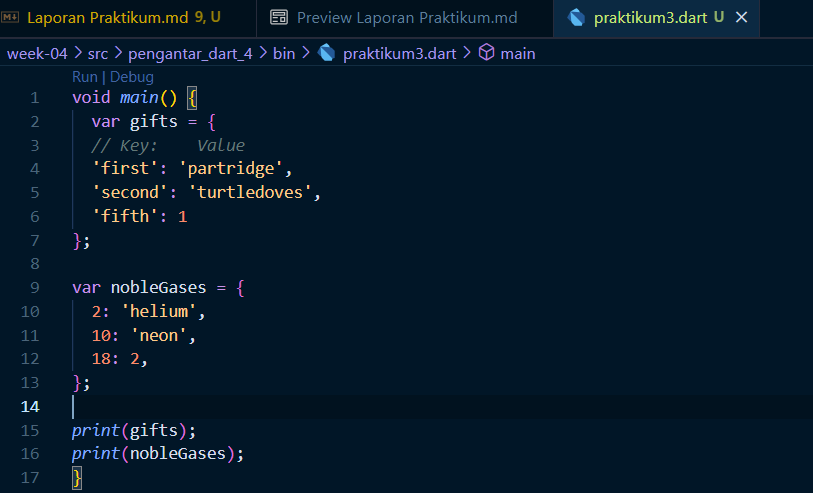 Laporan Praktikum.md 9, U Preview Laporan Praktikum.md praktikum3.dart U
week-04 > src > pengantar_dart_4 > bin > praktikum3.dart > main
Run | Debug
1 void main() {
2 var gifts = {
3 // Key:    Value
4 'first': 'partridge',
5 'second': 'turtledoves',
6 'fifth': 1
7 };
8
9 var nobleGases = {
10 2: 'helium',
11 10: 'neon',
12 18: 2,
13 };
14
15 print(gifts);
16 print(nobleGases);
17 }